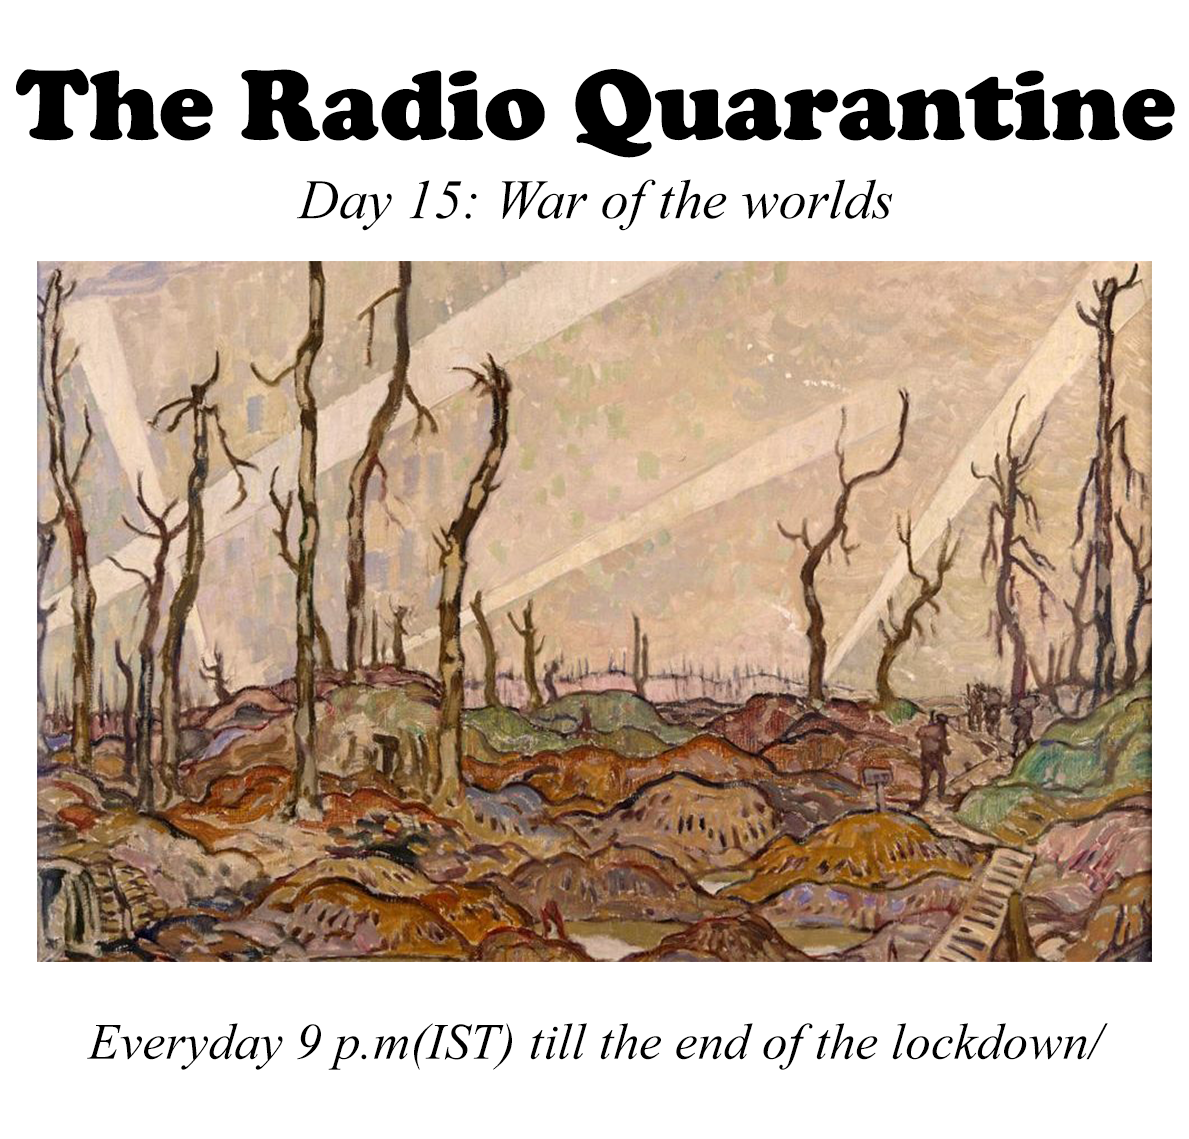 The Radio Quarantine
Day 15: War of the worlds
Everyday 9 p.m(IST) till the end of the lockdown/